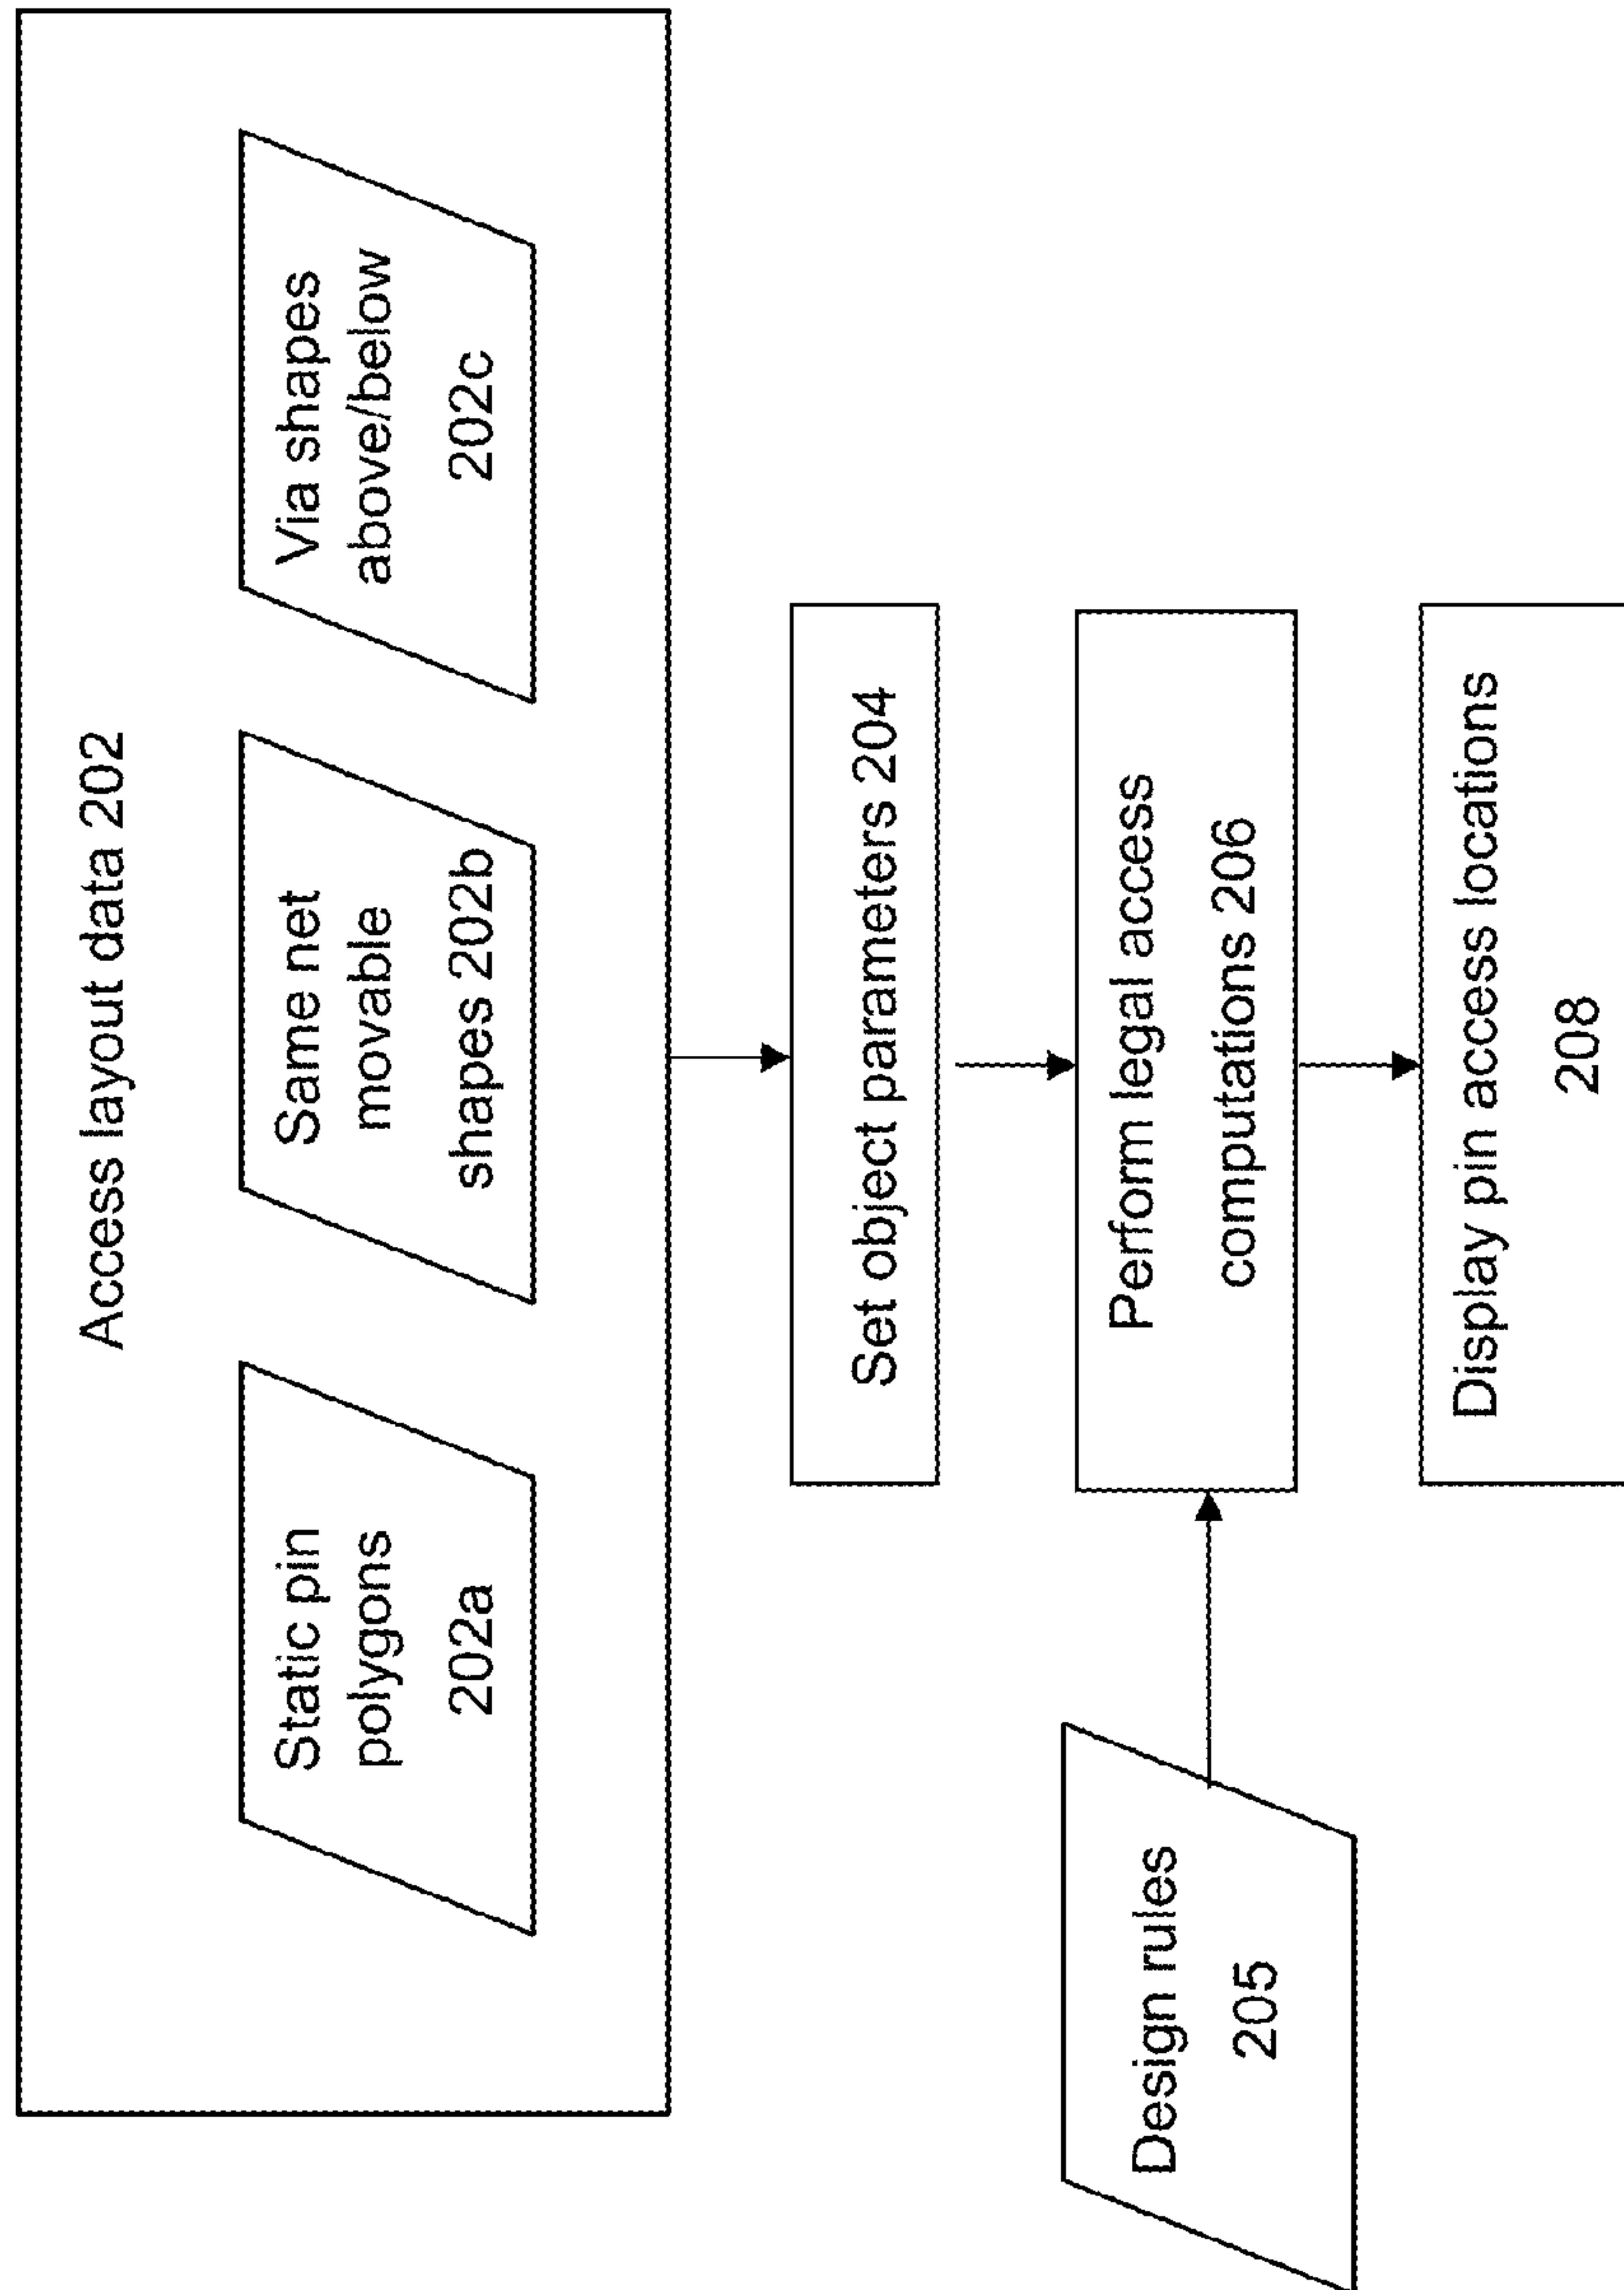 Access layout data 202
Static pin
polygons
202a
Same net
movable
shapes 202b
Via shapes
above/below
202c
Set object parameters 204
Design rules
205
Perform legal access
computations 206
Display pin access locations
208